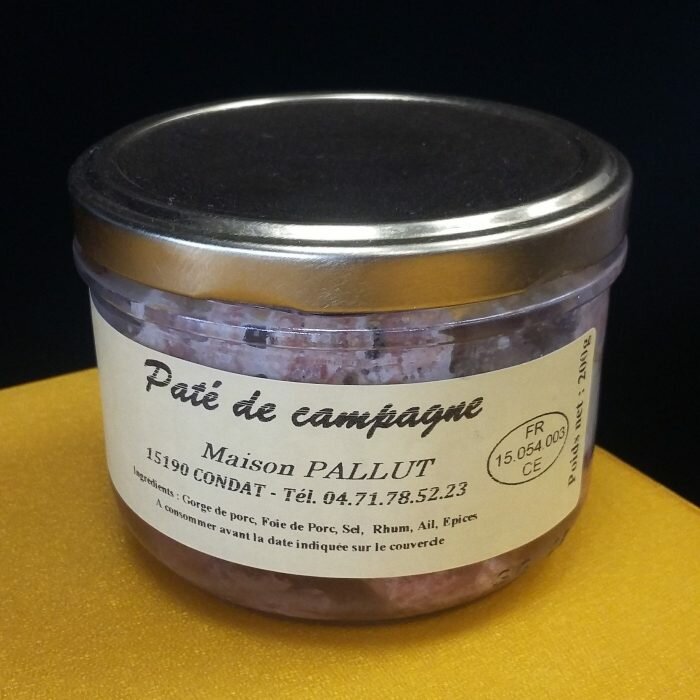 Paté de campagne
Maison PALLUT
15190 CONDAT - Tél. 04.71.78.52.23
Ingrédients : Gorge de porc, Foie de Porc, Sel, Rhum, Ail, Epices
A consommer avant la date indiquée sur le couvercle
FR
15.054.003
CE
Poids net : 200g